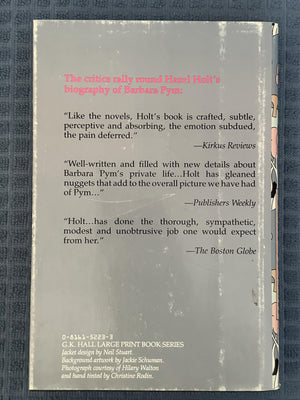 The critics rally round Hazel Holt's
biography of Barbara Pym:
"Like the novels, Holt's book is crafted, subtle,
perceptive and absorbing, the emotion subdued,
the pain deferred."
—Kirkus Reviews
"Well-written and filled with new details about
Barbara Pym's private life...Holt has gleaned
nuggets that add to the overall picture we have had
of Pym..."
—Publishers Weekly
"Holt...has done the thorough, sympathetic,
modest and unobtrusive job one would expect
from her."
—The Boston Globe
0-8161-5223-3
G.K. HALL LARGE PRINT BOOK SERIES
Jacket design by Neil Stuart.
Background artwork by Jackie Schuman.
Photograph courtesy of Hilary Walton
and hand tinted by Christine Rodin.